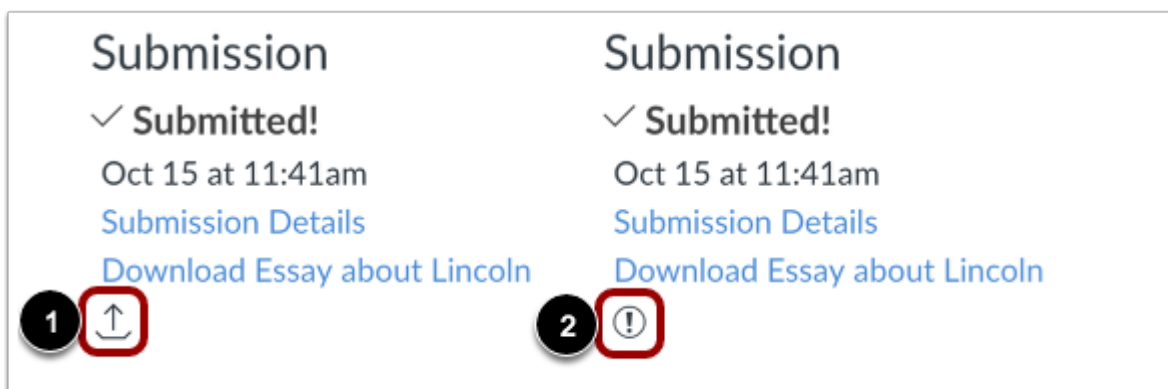 Submission
✓ Submitted!
Oct 15 at 11:41am
Submission Details
Download Essay about Lincoln
1
Submission
✓ Submitted!
Oct 15 at 11:41am
Submission Details
Download Essay about Lincoln
2 !